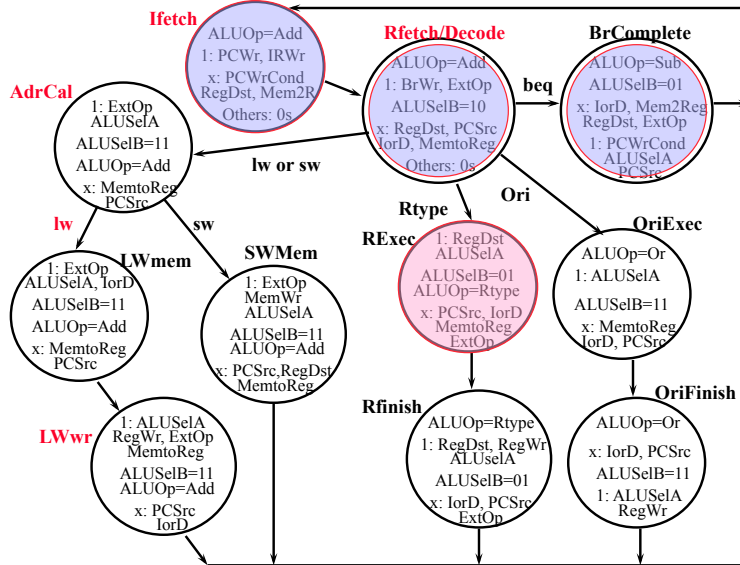 Ifetch
ALUOp=Add
1: PCWr, IRWr
x: PCWrCond
RegDst, Mem2R
Others: 0s
Rfetch/Decode
ALUOp=Add
1: BrWr, ExtOp
ALUSelB=10
x: RegDst, PCSrc
IorD, MemtoReg
Others: 0s
beq
BrComplete
ALUOp=Sub
ALUSelB=01
x: IorD, Mem2Reg
RegDst, ExtOp
1: PCWrCond
ALUSelA
PCSrc
AdrCal
1: ExtOp
ALUSelA
ALUSelB=11
ALUOp=Add
x: MemtoReg
PCSrc
lw or sw
lw
sw
Rtype
Ori
LWmem
1: ExtOp
ALUSelA, IorD
ALUSelB=11
ALUOp=Add
x: MemtoReg
PCSrc
SWMem
1: ExtOp
MemWr
ALUSelA
ALUSelB=11
ALUOp=Add
x: PCSrc,RegDst
MemtoReg
RExec
1: RegDst
ALUSelA
ALUSelB=01
ALUOp=Rtype
x: PCSrc, IorD
MemtoReg
ExtOp
OriExec
ALUOp=Or
1: ALUSelA
ALUSelB=11
x: MemtoReg
IorD, PCSrc
LWwr
1: ALUSelA
RegWr, ExtOp
MemtoReg
ALUSelB=11
ALUOp=Add
x: PCSrc
IorD
Rfinish
ALUOp=Rtype
1: RegDst, RegWr
ALUselA
ALUSelB=01
x: IorD, PCSrc
ExtOp
OriFinish
ALUOp=Or
x: IorD, PCSrc
ALUSelB=11
1: ALUSelA
RegWr